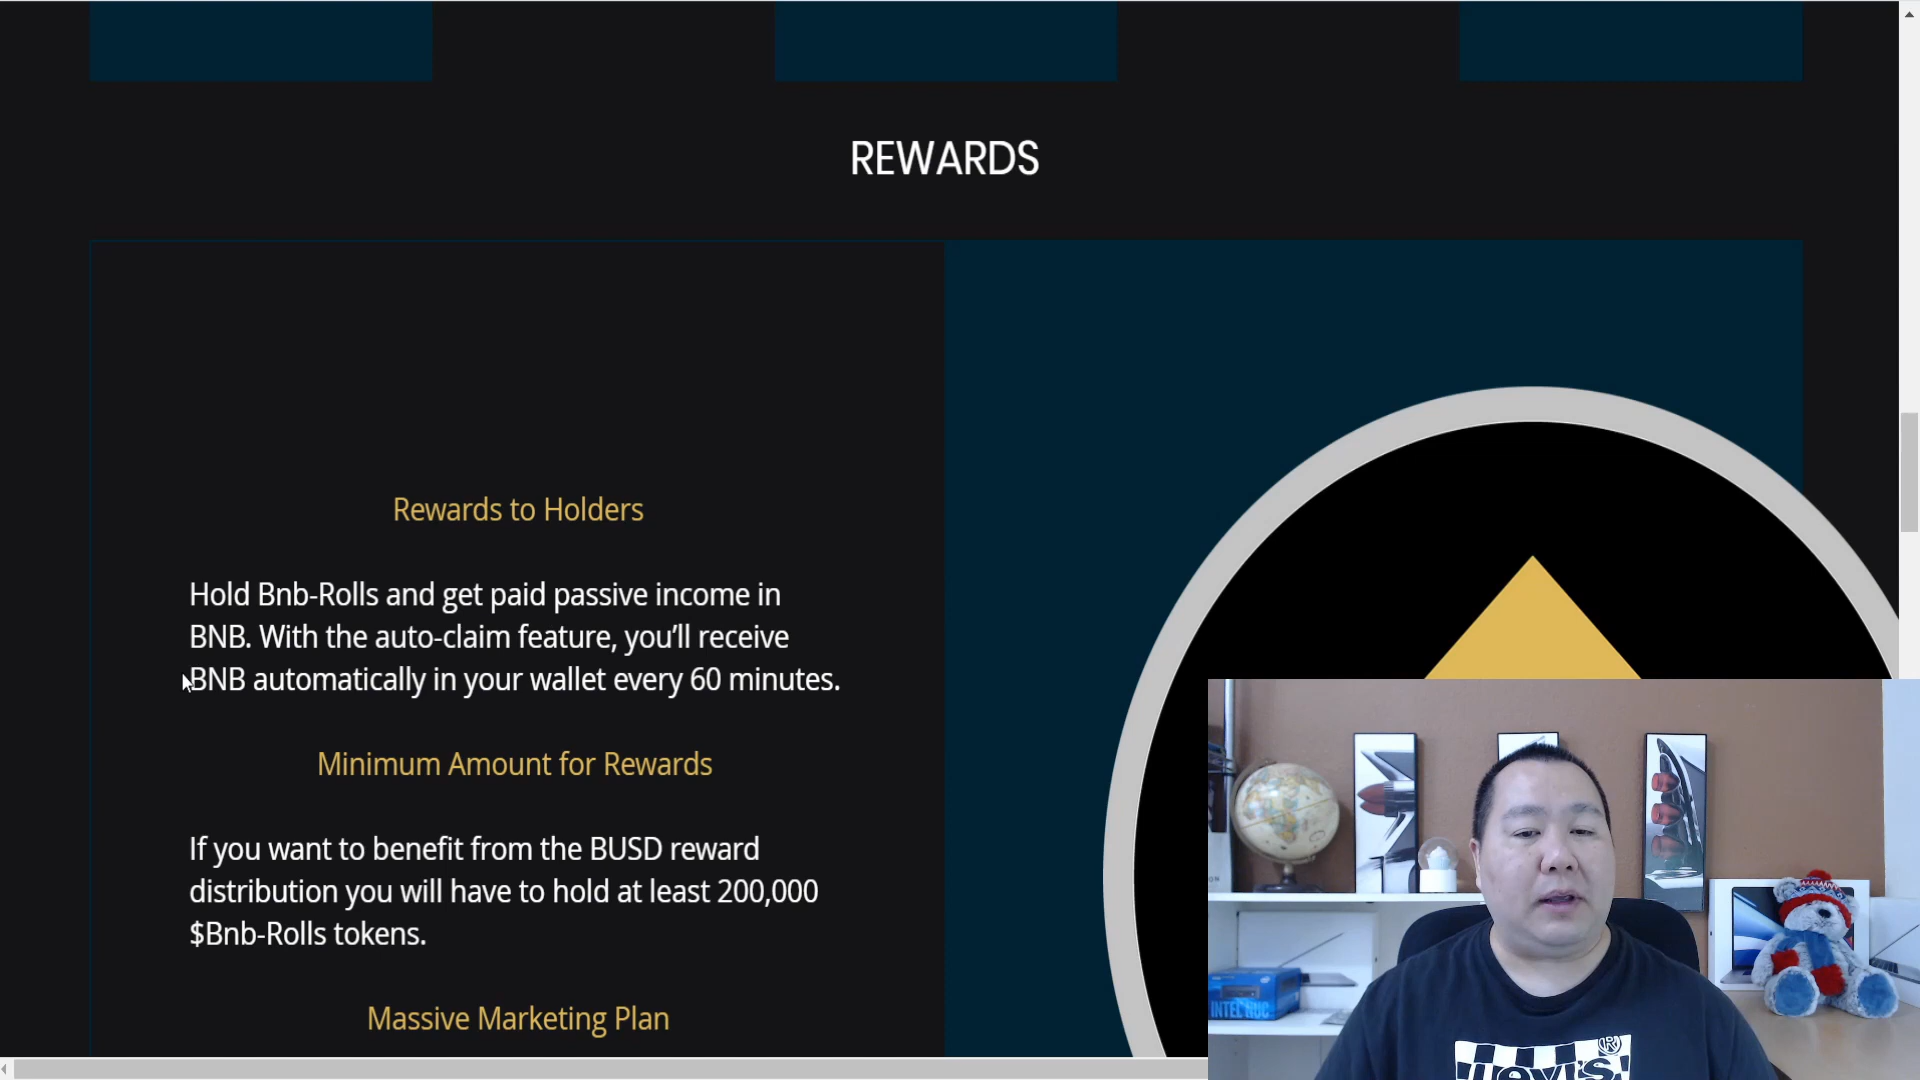 REWARDS
Rewards to Holders
Hold Bnb-Rolls and get paid passive income in
BNB. With the auto-claim feature, you'll receive
BNB automatically in your wallet every 60 minutes.
Minimum Amount for Rewards
If you want to benefit from the BUSD reward
distribution you will have to hold at least 200,000
$Bnb-Rolls tokens.
Massive Marketing Plan
INTEL NUC
Levi's
®